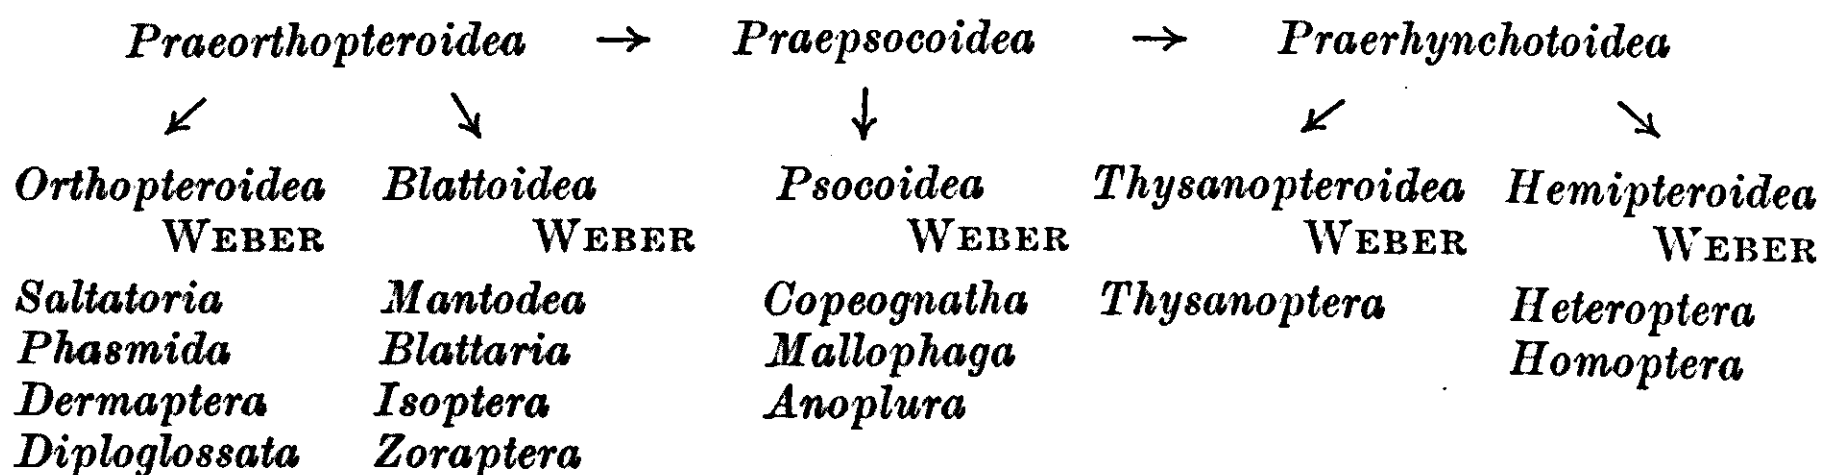 Praeorthopteroidea → Praepsocoidea → Praerhynchotoidea
↙ ↘ ↓ ↙ ↘
Orthopteroidea Blattoidea Psocoidea Thysanopteroidea Hemipteroidea
WEBER WEBER WEBER WEBER WEBER
Saltatoria Mantodea Copeognatha Thysanoptera Heteroptera
Phasmida Blattaria Mallophaga Homoptera
Dermaptera Isoptera Anoplura
Diploglossata Zoraptera